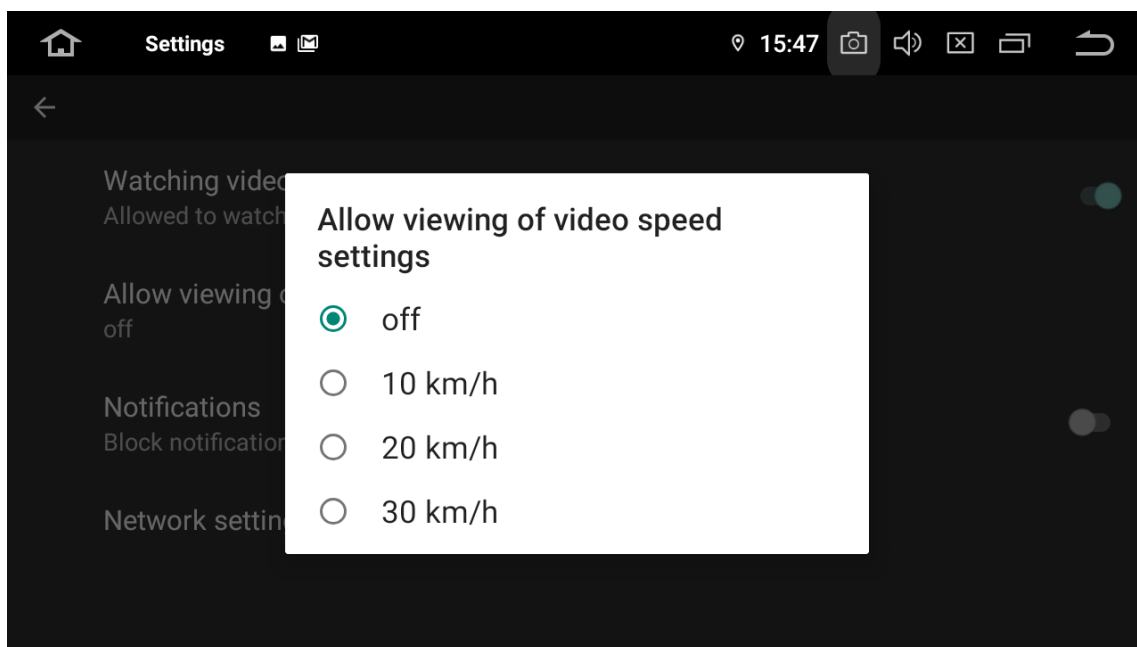 Settings
15:47
Watching video
Allowed to watch
Allow viewing
off
Notifications
Block notification
Network settin
Allow viewing of video speed
settings
off
10 km/h
20 km/h
30 km/h